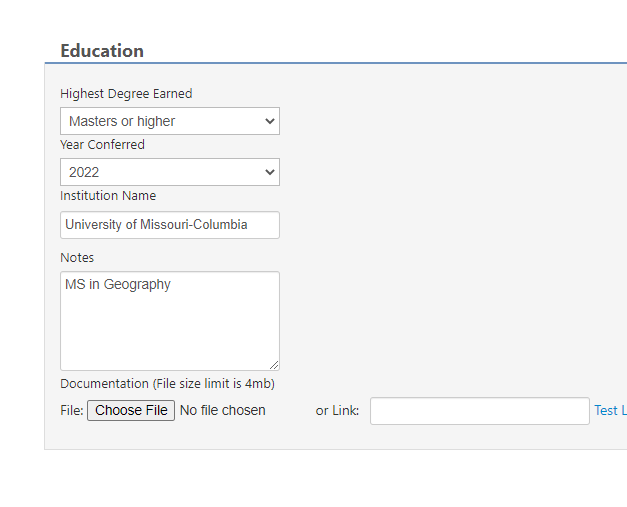 Education
Highest Degree Earned
Masters or higher
Year Conferred
2022
Institution Name
University of Missouri-Columbia
Notes
MS in Geography
Documentation (File size limit is 4mb)
File: Choose File No file chosen or Link: Test L